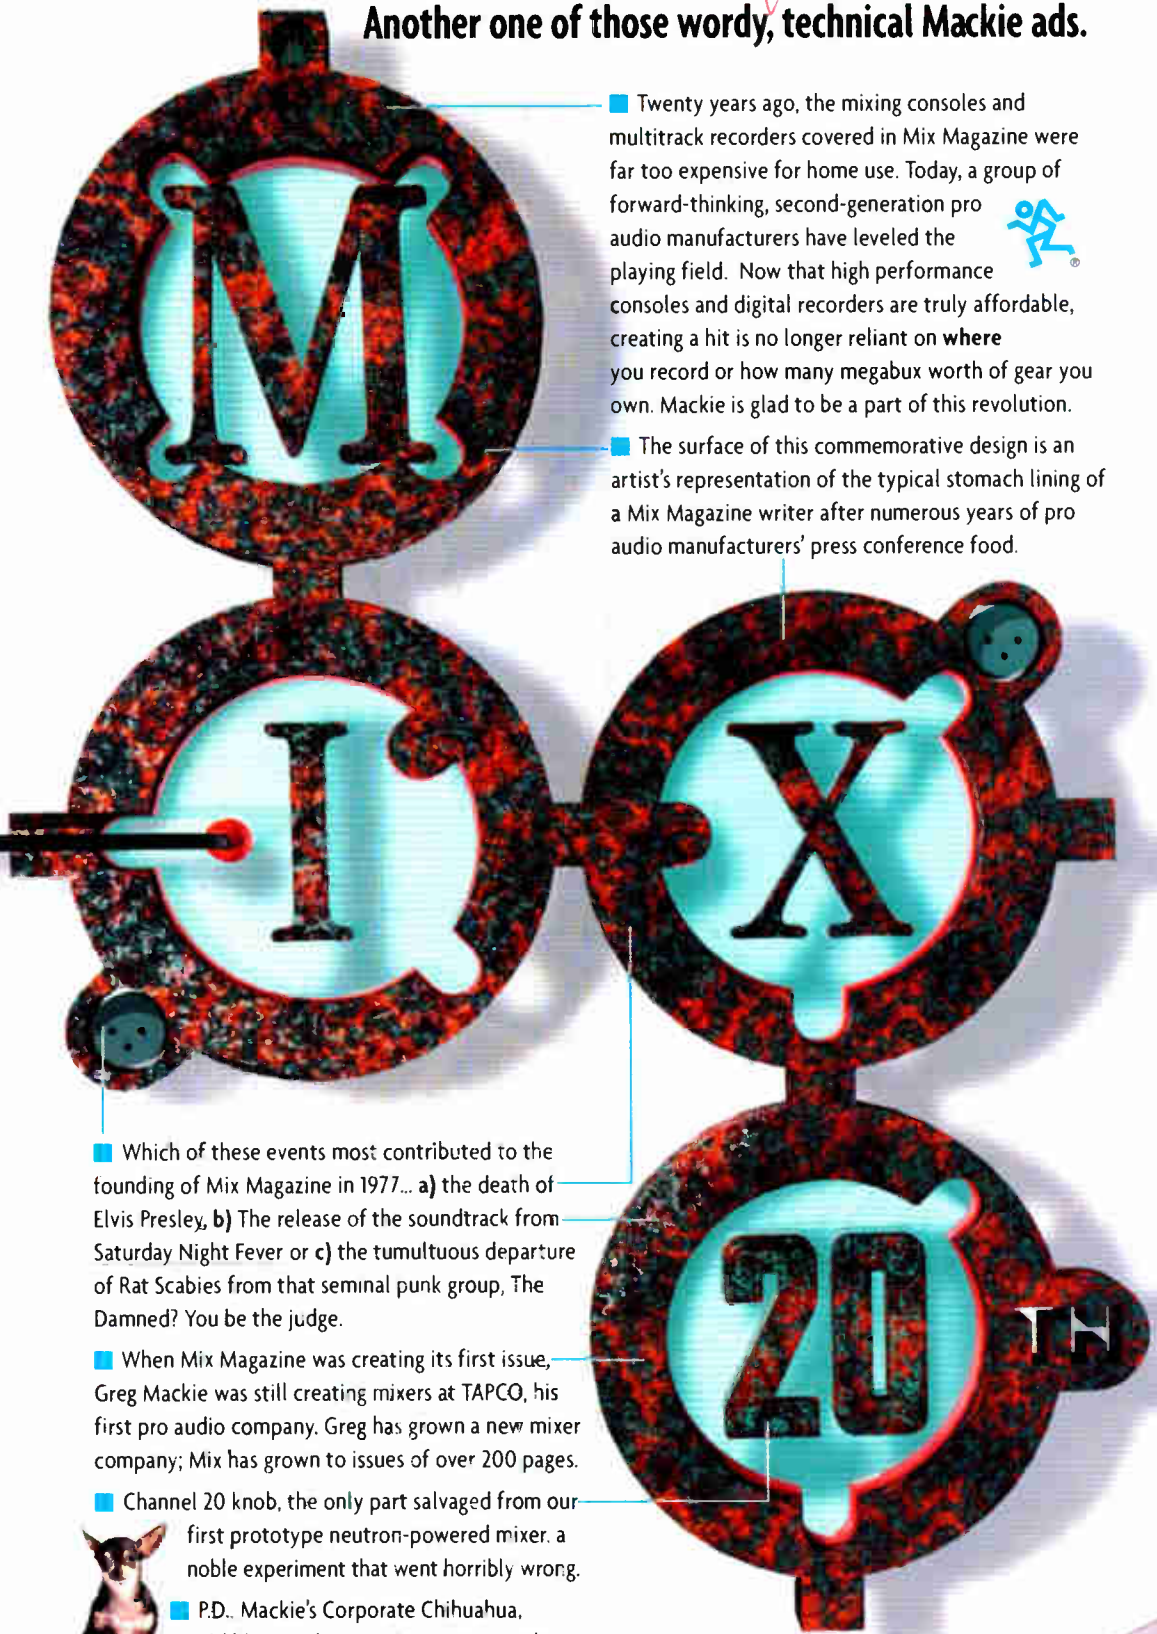 Another one of those wordy, technical Mackie ads.
Twenty years ago, the mixing consoles and
multitrack recorders covered in Mix Magazine were
far too expensive for home use. Today, a group of
forward-thinking, second-generation pro
audio manufacturers have leveled the
playing field. Now that high performance
consoles and digital recorders are truly affordable,
creating a hit is no longer reliant on where
you record or how many megabux worth of gear you
own. Mackie is glad to be a part of this revolution.
®
The surface of this commemorative design is an
artist's representation of the typical stomach lining of
a Mix Magazine writer after numerous years of pro
audio manufacturers' press conference food.
M
I
X
20
TH
Which of these events most contributed to the
founding of Mix Magazine in 1977... a) the death of
Elvis Presley, b) The release of the soundtrack from
Saturday Night Fever or c) the tumultuous departure
of Rat Scabies from that seminal punk group, The
Damned? You be the judge.
When Mix Magazine was creating its first issue,
Greg Mackie was still creating mixers at TAPCO, his
first pro audio company. Greg has grown a new mixer
company; Mix has grown to issues of over 200 pages.
Channel 20 knob, the only part salvaged from our
first prototype neutron-powered mixer. a
noble experiment that went horribly wrong.
P.D.. Mackie's Corporate Chihuahua,